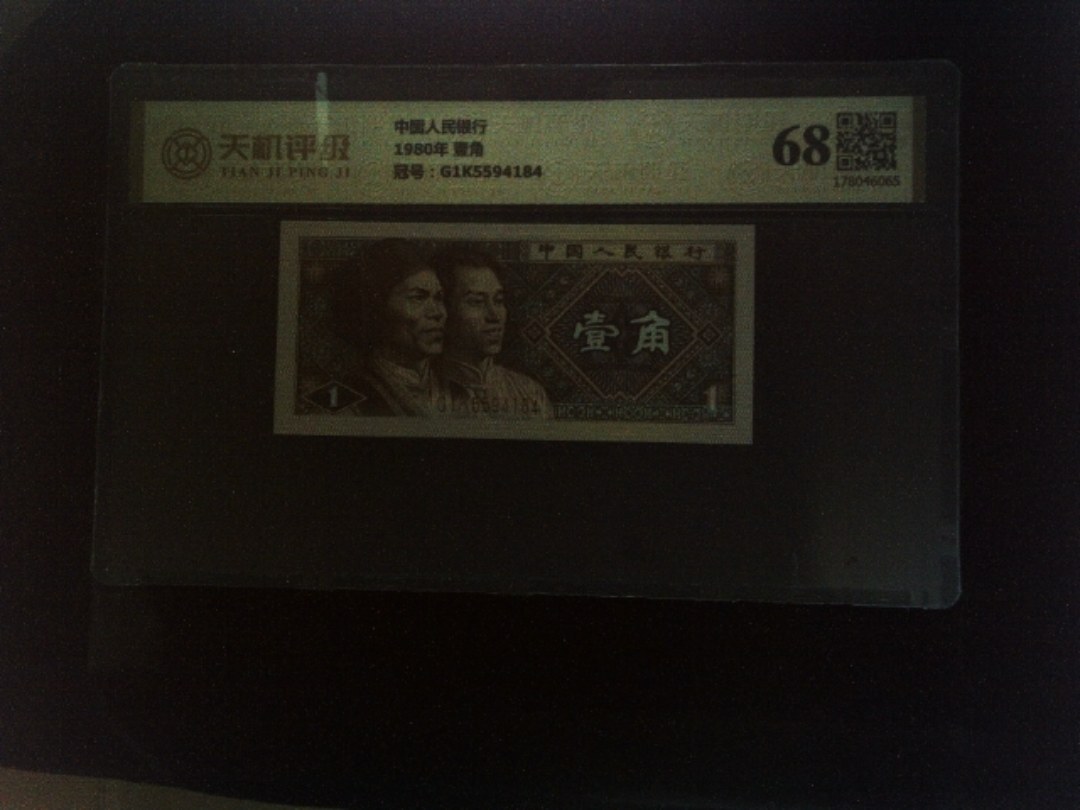 天机评级
TIAN JI PING JI
中国人民银行
1980年 壹角
冠号：G1K5594184
68
178046065
中国人民银行
壹角
1
G1K5594184
1